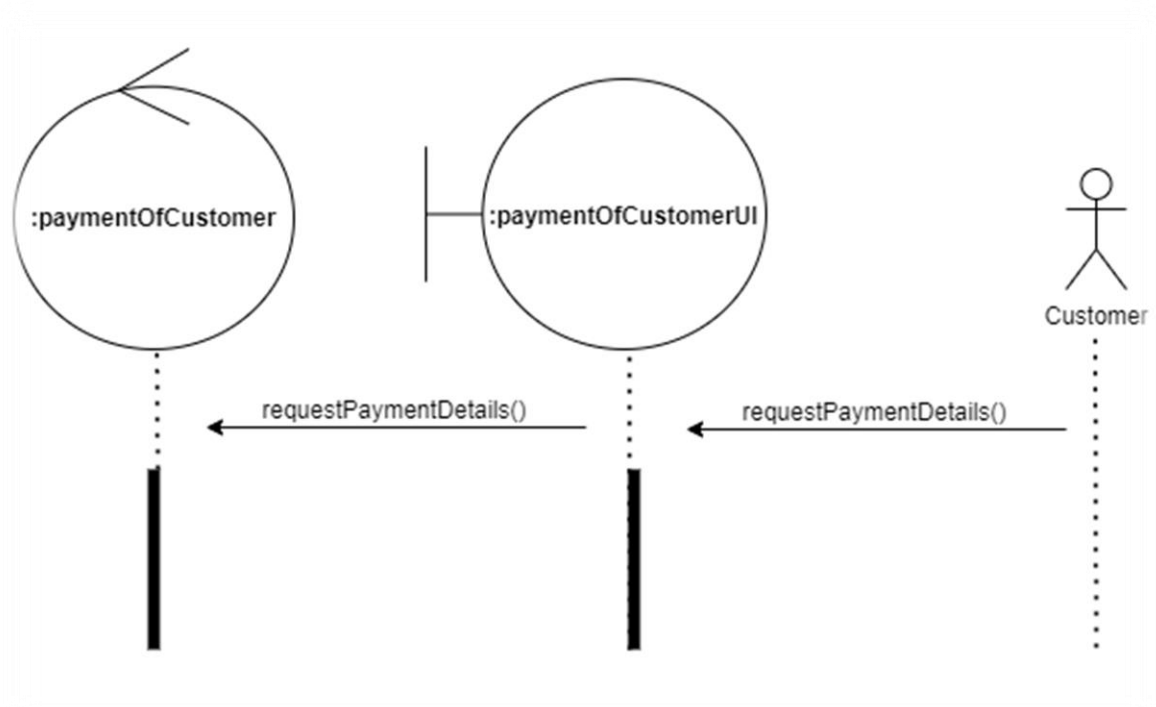 :paymentOfCustomer
:paymentOfCustomerUI
Customer
requestPaymentDetails()
requestPaymentDetails()